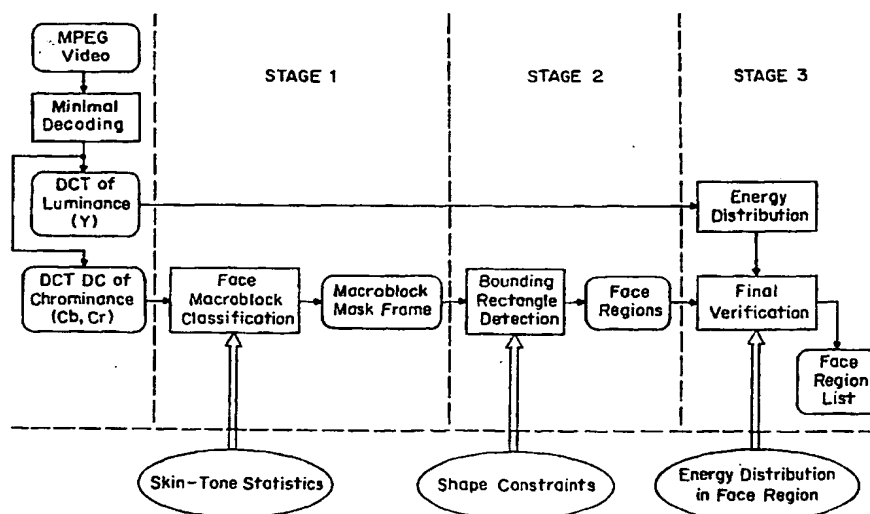 MPEG
Video
STAGE 1
STAGE 2
STAGE 3
Minimal
Decoding
DCT of
Luminance
(Y)
Energy
Distribution
DCT DC of
Chrominance
(Cb, Cr)
Face
Macroblock
Classification
Macroblock
Mask Frame
Bounding
Rectangle
Detection
Face
Regions
Final
Verification
Face
Region
List
Skin-Tone Statistics
Shape Constraints
Energy Distribution
in Face Region